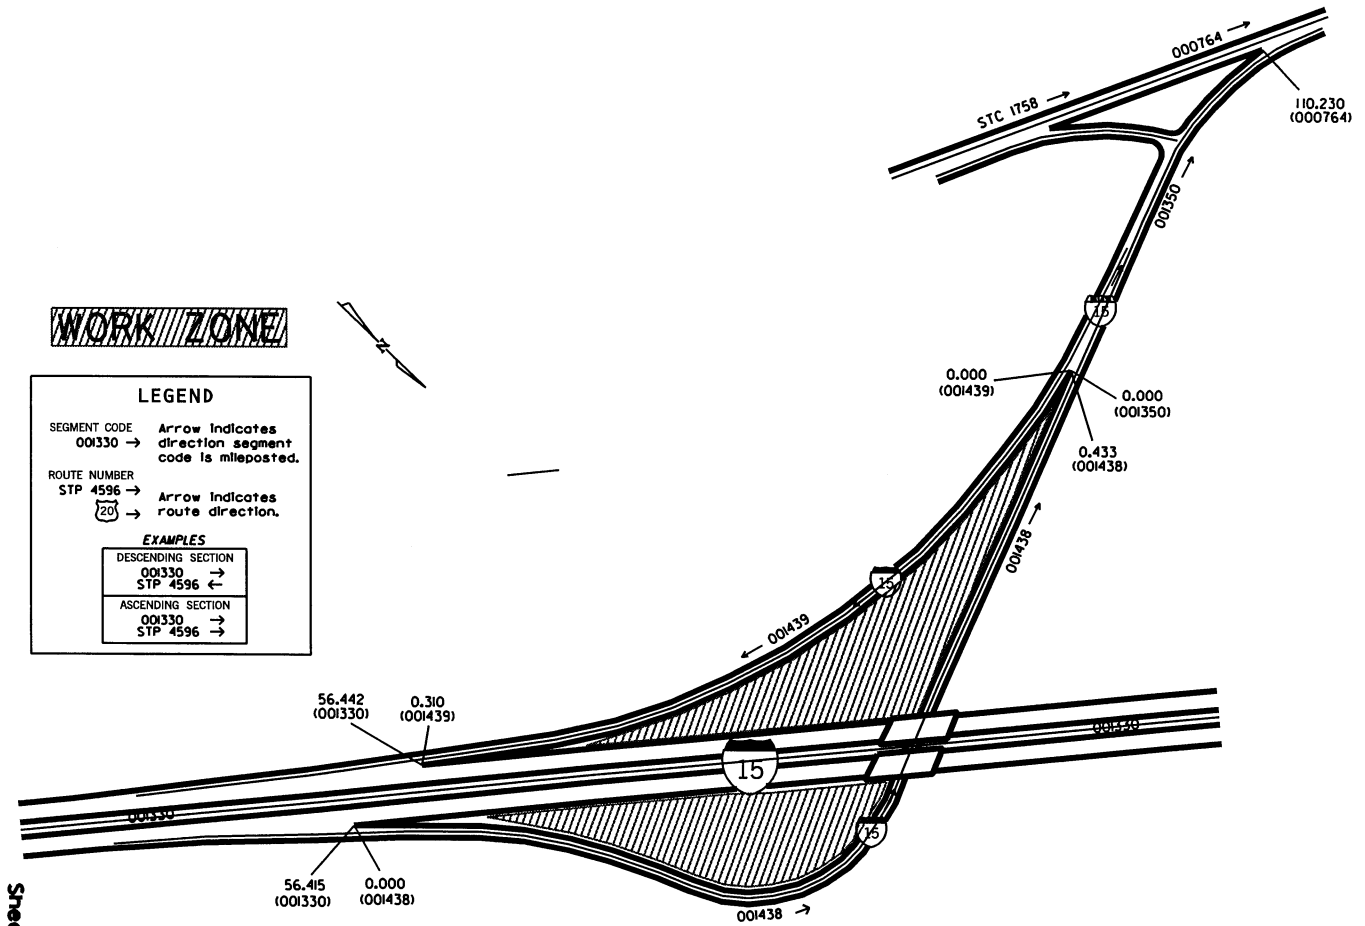 000764 →
STC 1758 →
110.230
(000764)
001350 →
15
WORK ZONE
N
0.000
(001439)
0.000
(001350)
0.433
(001438)
LEGEND
SEGMENT CODE
001330 →
Arrow indicates
direction segment
code is mileposted.
ROUTE NUMBER
STP 4596 →
20 →
Arrow indicates
route direction.
EXAMPLES
DESCENDING SECTION
001330 →
STP 4596 ←
ASCENDING SECTION
001330 →
STP 4596 →
001438 →
15
← 001439
56.442
(001330)
0.310
(001439)
001330
15
001330
15
56.415
(001330)
0.000
(001438)
001438 →